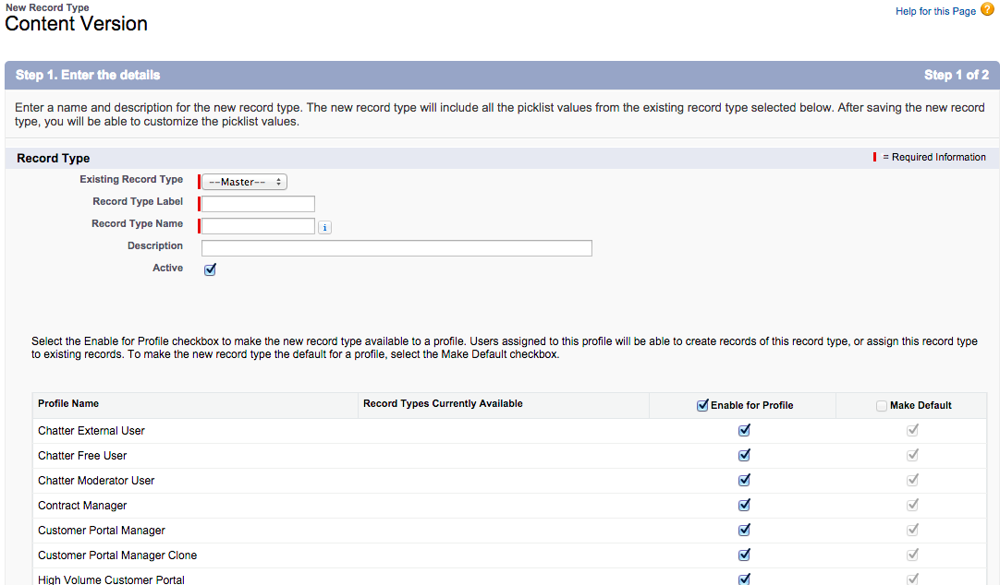 New Record Type
Content Version
Help for this Page ?
Step 1. Enter the details
Step 1 of 2
Enter a name and description for the new record type. The new record type will include all the picklist values from the existing record type selected below. After saving the new record
type, you will be able to customize the picklist values.
Record Type
= Required Information
Existing Record Type
--Master--
Record Type Label
Record Type Name
i
Description
Active
Select the Enable for Profile checkbox to make the new record type available to a profile. Users assigned to this profile will be able to create records of this record type, or assign this record type
to existing records. To make the new record type the default for a profile, select the Make Default checkbox.
Profile Name
Record Types Currently Available
Enable for Profile
Make Default
Chatter External User
Chatter Free User
Chatter Moderator User
Contract Manager
Customer Portal Manager
Customer Portal Manager Clone
High Volume Customer Portal